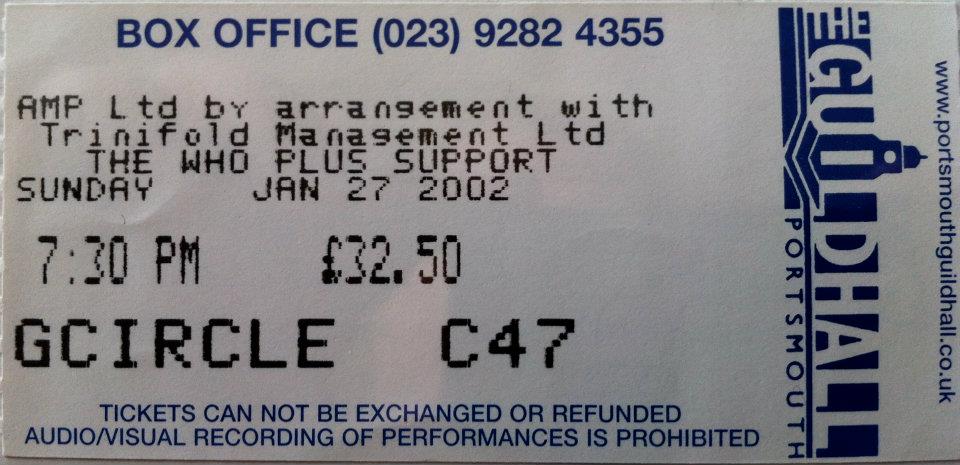 BOX OFFICE (023) 9282 4355
AMP Ltd by arrangement with
Trinifold Management Ltd
THE WHO PLUS SUPPORT
SUNDAY JAN 27 2002
7:30 PM £32.50
GCIRCLE C47
TICKETS CAN NOT BE EXCHANGED OR REFUNDED
AUDIO/VISUAL RECORDING OF PERFORMANCES IS PROHIBITED
THE GUILDHALL
PORTSMOUTH
www.portsmouthguildhall.co.uk